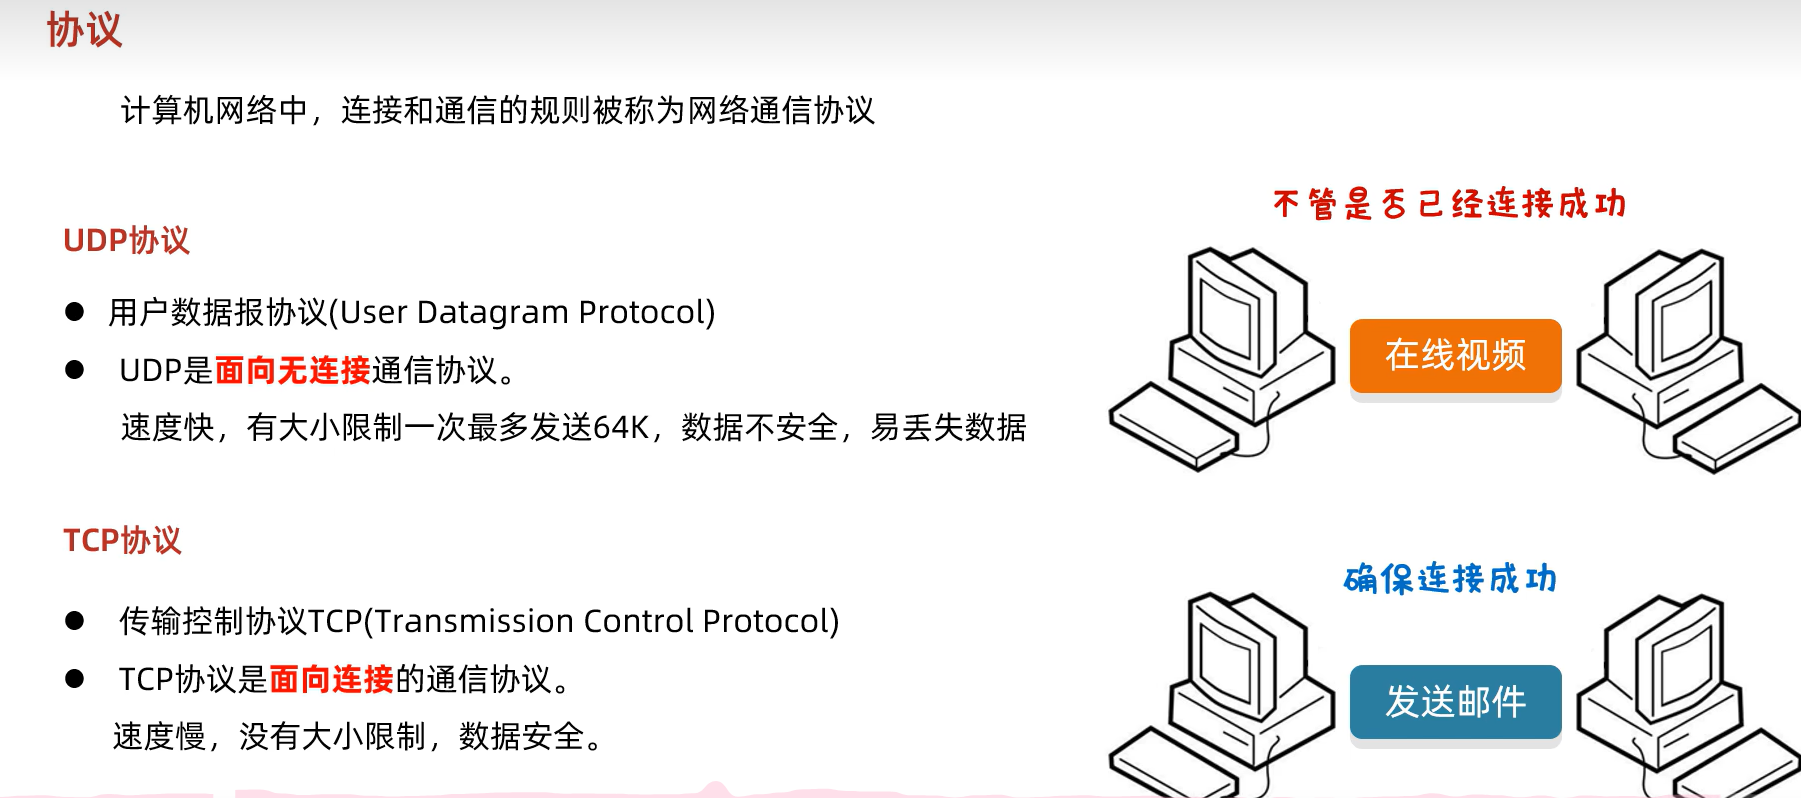 协议
计算机网络中，连接和通信的规则被称为网络通信协议
UDP协议
用户数据报协议(User Datagram Protocol)
UDP是面向无连接通信协议。
速度快，有大小限制一次最多发送64K，数据不安全，易丢失数据
不管是否已经连接成功
在线视频
TCP协议
传输控制协议TCP(Transmission Control Protocol)
TCP协议是面向连接的通信协议。
速度慢，没有大小限制，数据安全。
确保连接成功
发送邮件